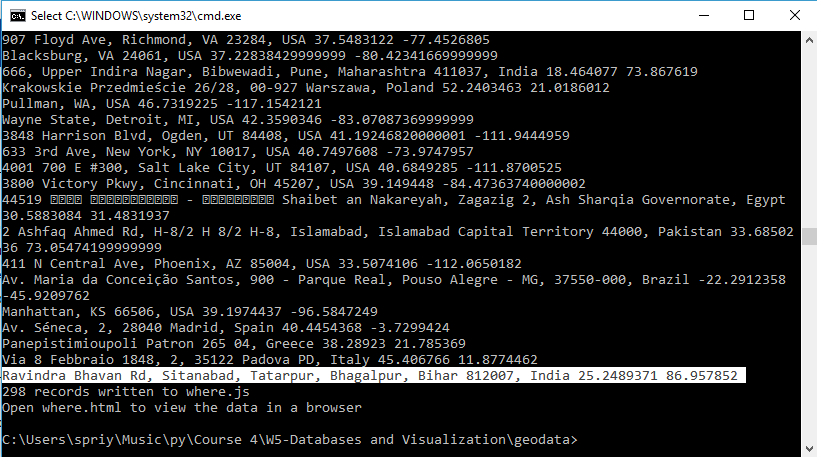 Select C:\WINDOWS\system32\cmd.exe
907 Floyd Ave, Richmond, VA 23284, USA 37.5483122 -77.4526805
Blacksburg, VA 24061, USA 37.22838429999999 -80.42341669999999
666, Upper Indira Nagar, Bibwewadi, Pune, Maharashtra 411037, India 18.464077 73.867619
Krakowskie Przedmieście 26/28, 00-927 Warszawa, Poland 52.2403463 21.0186012
Pullman, WA, USA 46.7319225 -117.1542121
Wayne State, Detroit, MI, USA 42.3590346 -83.07087369999999
3848 Harrison Blvd, Ogden, UT 84408, USA 41.19246820000001 -111.9444959
633 3rd Ave, New York, NY 10017, USA 40.7497608 -73.9747957
4001 700 E #300, Salt Lake City, UT 84107, USA 40.6849285 -111.8700525
3800 Victory Pkwy, Cincinnati, OH 45207, USA 39.149448 -84.47363740000002
44519 - Shaibet an Nakareyah, Zagazig 2, Ash Sharqia Governorate, Egypt
30.5883084 31.4831937
2 Ashfaq Ahmed Rd, H-8/2 H 8/2 H-8, Islamabad, Islamabad Capital Territory 44000, Pakistan 33.68502
36 73.05474199999999
411 N Central Ave, Phoenix, AZ 85004, USA 33.5074106 -112.0650182
Av. Maria da Conceição Santos, 900 - Parque Real, Pouso Alegre - MG, 37550-000, Brazil -22.2912358
-45.9209762
Manhattan, KS 66506, USA 39.1974437 -96.5847249
Av. Séneca, 2, 28040 Madrid, Spain 40.4454368 -3.7299424
Panepistimioupoli Patron 265 04, Greece 38.28923 21.785369
Via 8 Febbraio 1848, 2, 35122 Padova PD, Italy 45.406766 11.8774462
Ravindra Bhavan Rd, Sitanabad, Tatarpur, Bhagalpur, Bihar 812007, India 25.2489371 86.957852
298 records written to where.js
Open where.html to view the data in a browser
C:\Users\spriy\Music\py\Course 4\W5-Databases and Visualization\geodata>